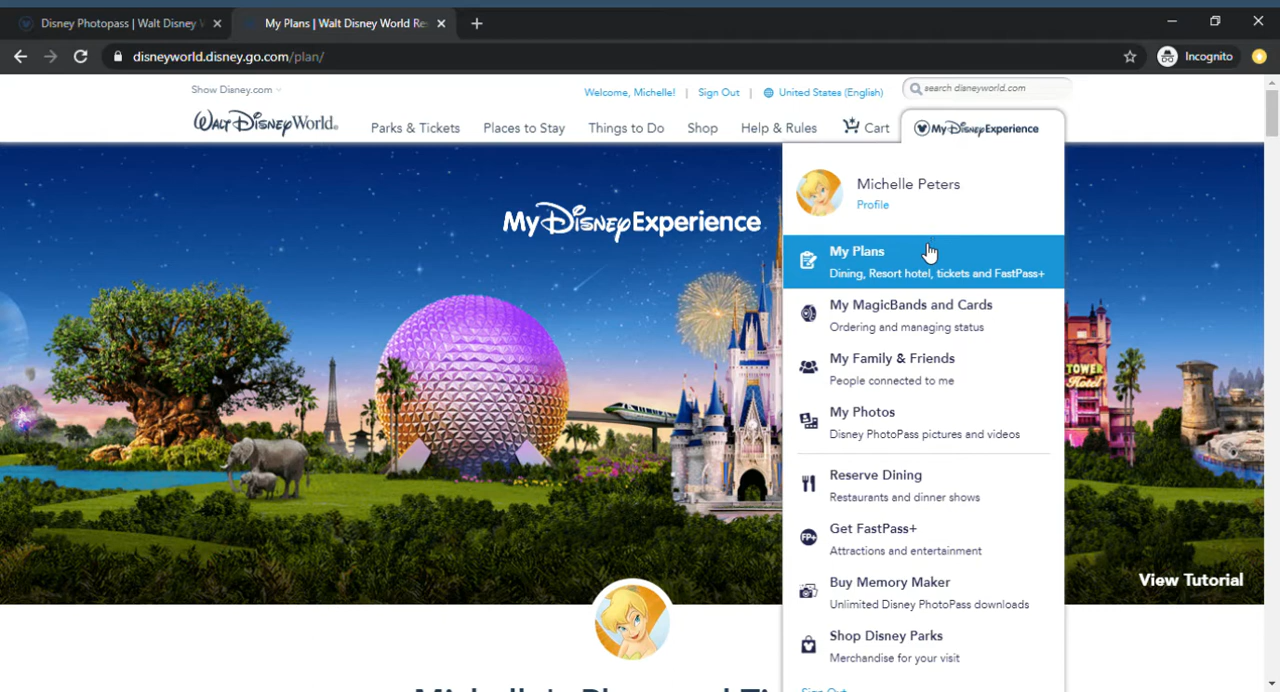 Disney Photopass | Walt Disney W
My Plans | Walt Disney World Res
disneyworld.disney.go.com/plan/
Incognito
Show Disney.com
Welcome, Michelle! | Sign Out | United States (English)
search disneyworld.com
Walt Disney World.
Parks & Tickets
Places to Stay
Things to Do
Shop
Help & Rules
Cart
My Disney Experience
Michelle Peters
Profile
My Disney Experience
My Plans
Dining, Resort hotel, tickets and FastPass+
My MagicBands and Cards
Ordering and managing status
My Family & Friends
People connected to me
My Photos
Disney PhotoPass pictures and videos
Reserve Dining
Restaurants and dinner shows
FP+
Get FastPass+
Attractions and entertainment
Buy Memory Maker
Unlimited Disney PhotoPass downloads
Shop Disney Parks
Merchandise for your visit
Sign Out
TOWER
Hotel
View Tutorial